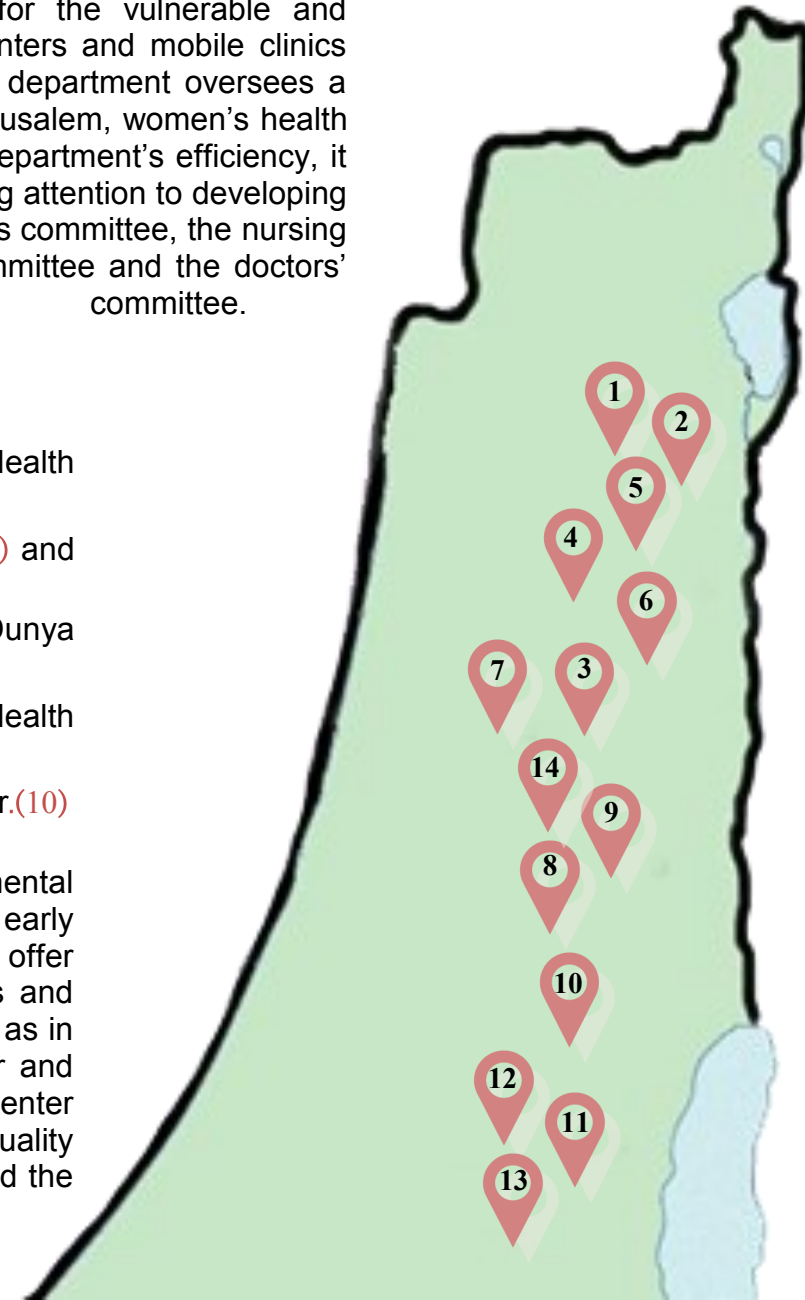 for the vulnerable and
nters and mobile clinics
department oversees a
rusalem, women's health
epartment's efficiency, it
g attention to developing
s committee, the nursing
mmittee and the doctors'
committee.
Health
) and
Dunya
Health
r.(10)
mental
early
offer
s and
as in
r and
enter
uality
d the
1
2
5
4
6
7
3
14
9
8
10
12
11
13